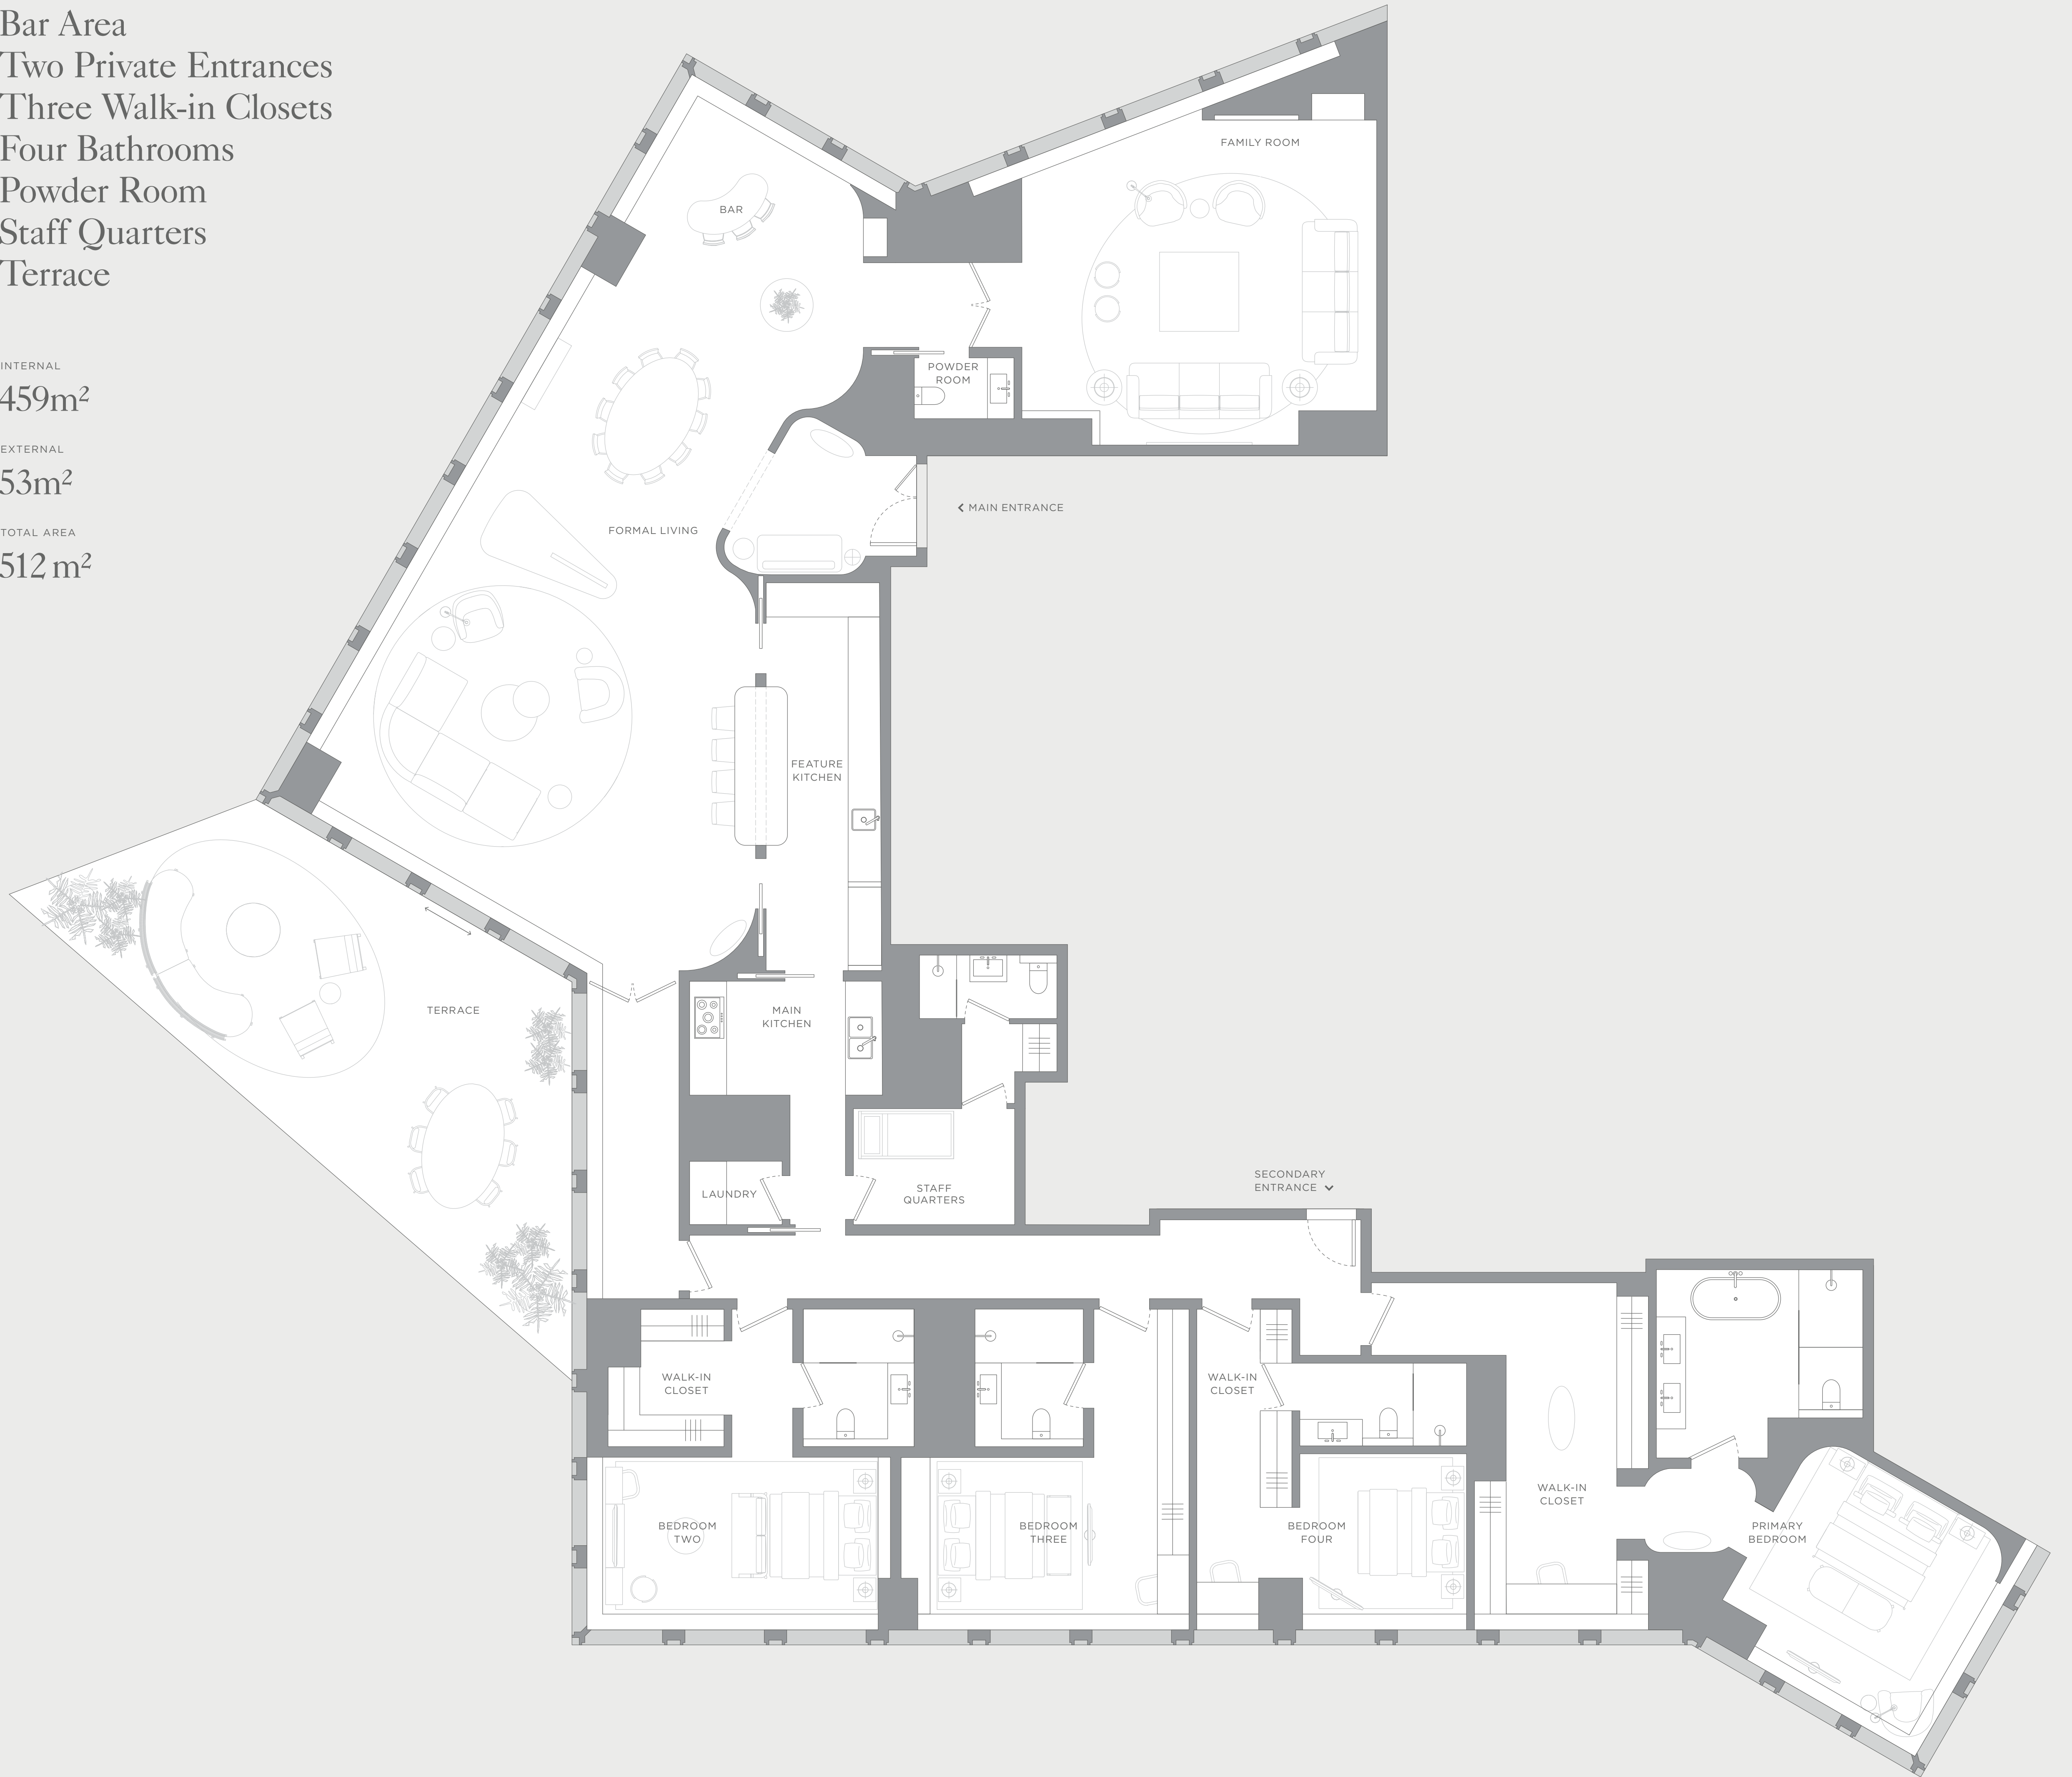 Bar Area
Two Private Entrances
Three Walk-in Closets
Four Bathrooms
Powder Room
Staff Quarters
Terrace
INTERNAL
459m²
EXTERNAL
53m²
TOTAL AREA
512 m²
FAMILY ROOM
BAR
POWDER
ROOM
MAIN ENTRANCE
FORMAL LIVING
FEATURE
KITCHEN
TERRACE
MAIN
KITCHEN
LAUNDRY
STAFF
QUARTERS
SECONDARY
ENTRANCE
WALK-IN
CLOSET
WALK-IN
CLOSET
WALK-IN
CLOSET
BEDROOM
TWO
BEDROOM
THREE
BEDROOM
FOUR
PRIMARY
BEDROOM